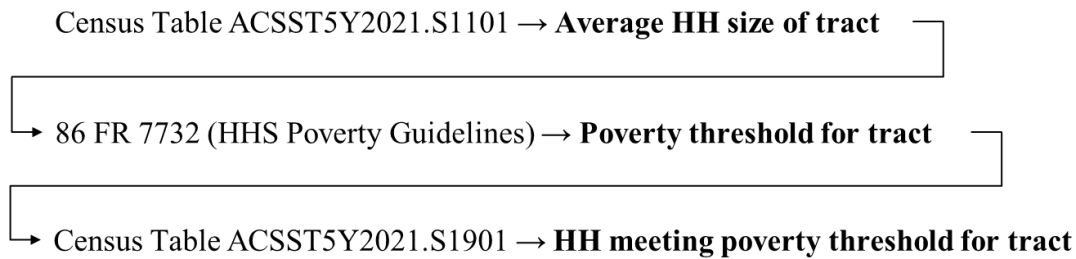 Census Table ACSST5Y2021.S1101 → Average HH size of tract
86 FR 7732 (HHS Poverty Guidelines) → Poverty threshold for tract
Census Table ACSST5Y2021.S1901 → HH meeting poverty threshold for tract